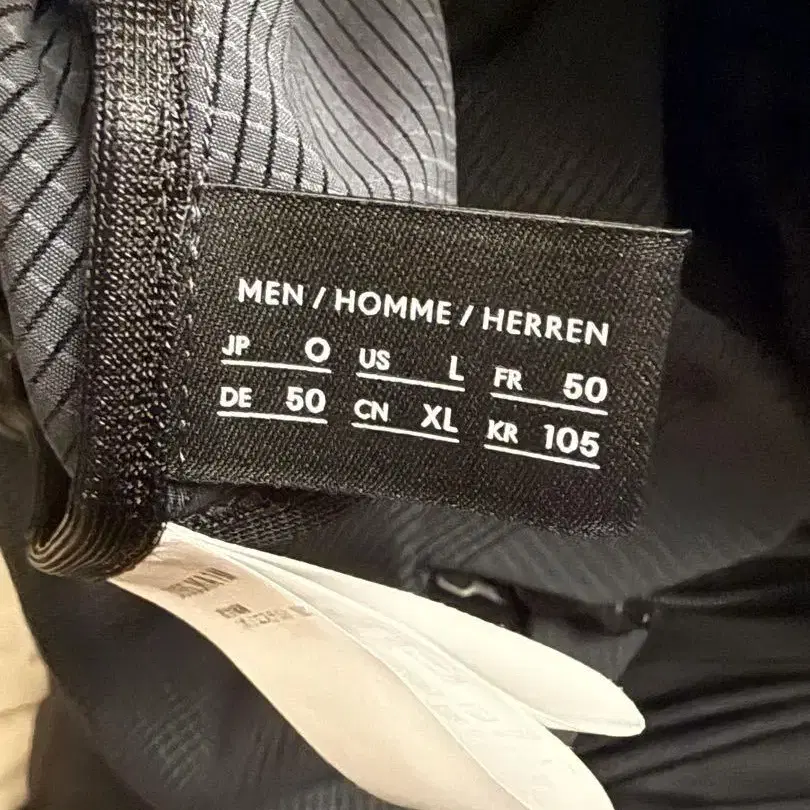 MEN / HOMME / HERREN
JP O US L FR 50
DE 50 CN XL KR 105